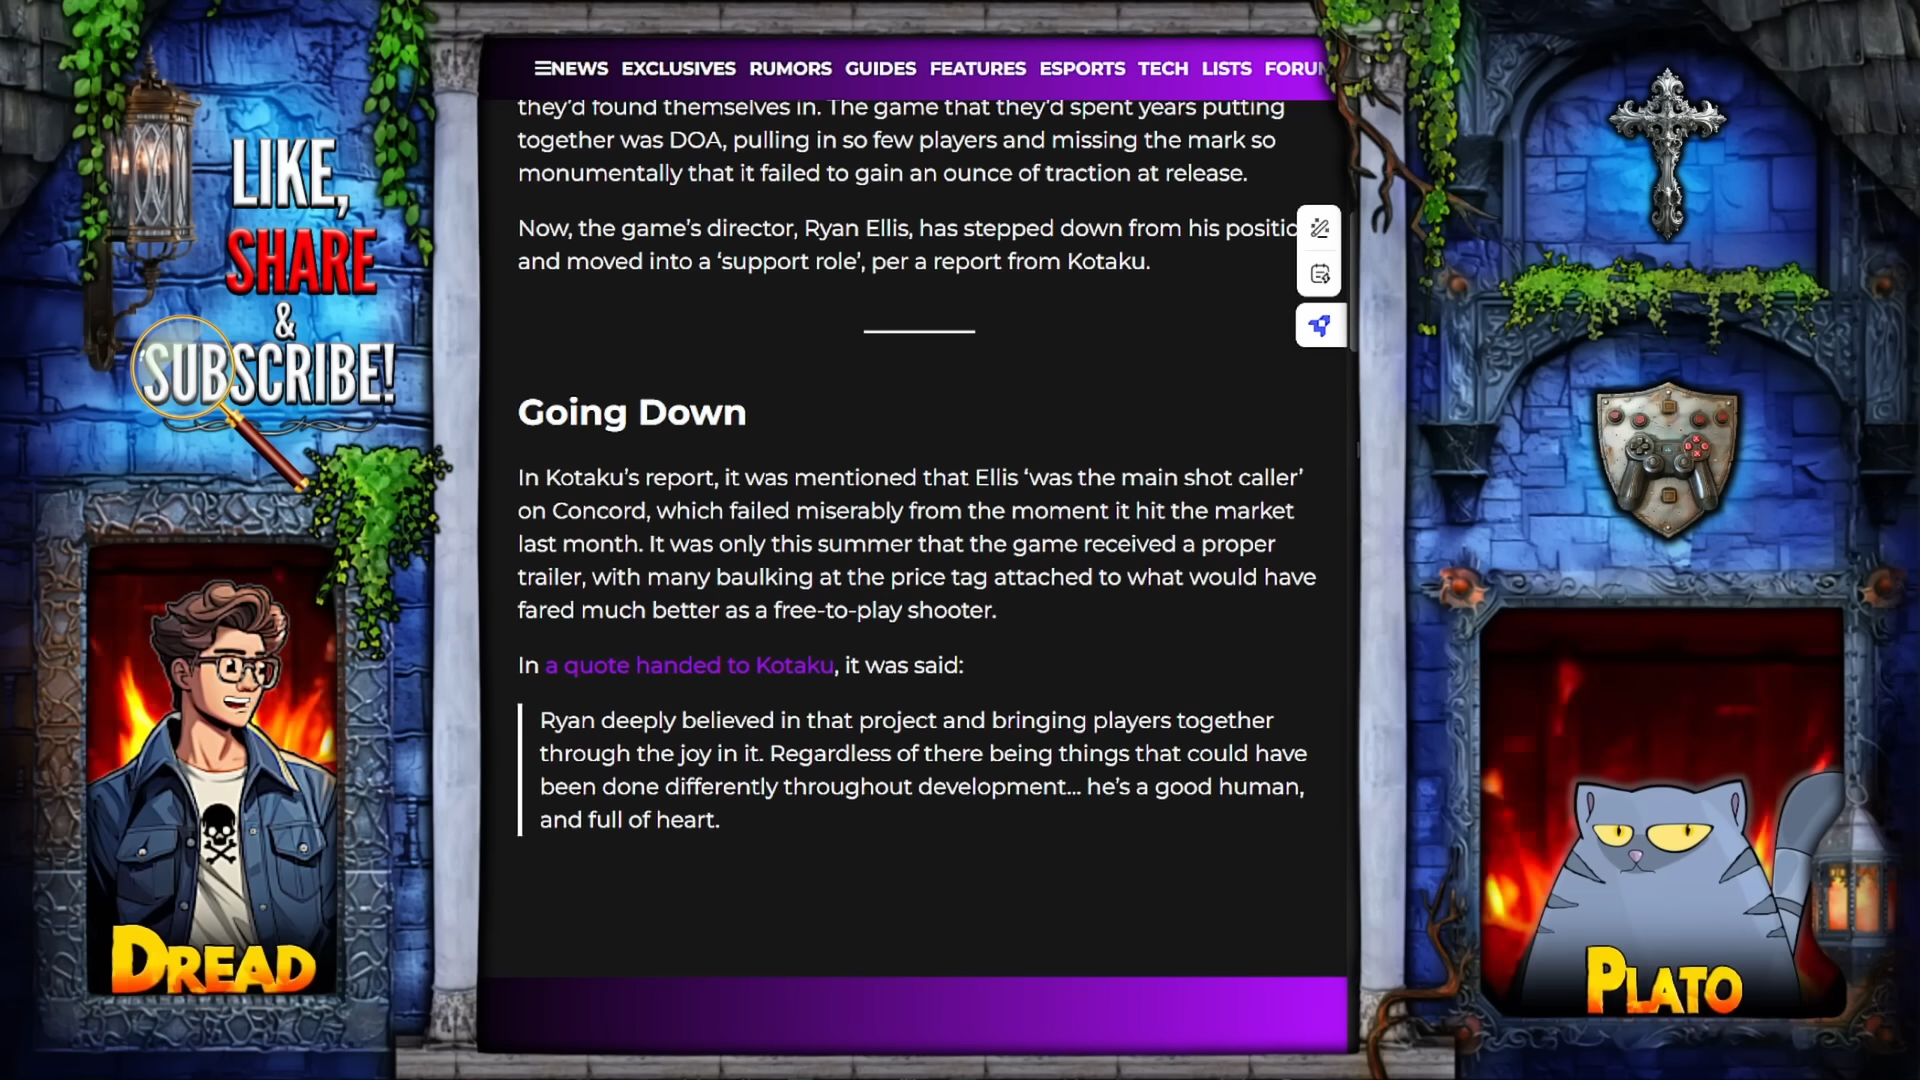 LIKE,
SHARE
&
SUBSCRIBE!
DREAD
NEWS EXCLUSIVES RUMORS GUIDES FEATURES ESPORTS TECH LISTS
they’d found themselves in. The game that they’d spent years putting
together was DOA, pulling in so few players and missing the mark so
monumentally that it failed to gain an ounce of traction at release.
Now, the game’s director, Ryan Ellis, has stepped down from his
and moved into a ‘support role’, per a report from Kotaku.
Going Down
In Kotaku’s report, it was mentioned that Ellis ‘was the main shot caller’
on Concord, which failed miserably from the moment it hit the market
last month. It was only this summer that the game received a proper
trailer, with many baulking at the price tag attached to what would have
fared much better as a free-to-play shooter.
In a quote handed to Kotaku, it was said:
Ryan deeply believed in that project and bringing players together
through the joy in it. Regardless of there being things that could have
been done differently throughout development... he’s a good human,
and full of heart.
PLATO